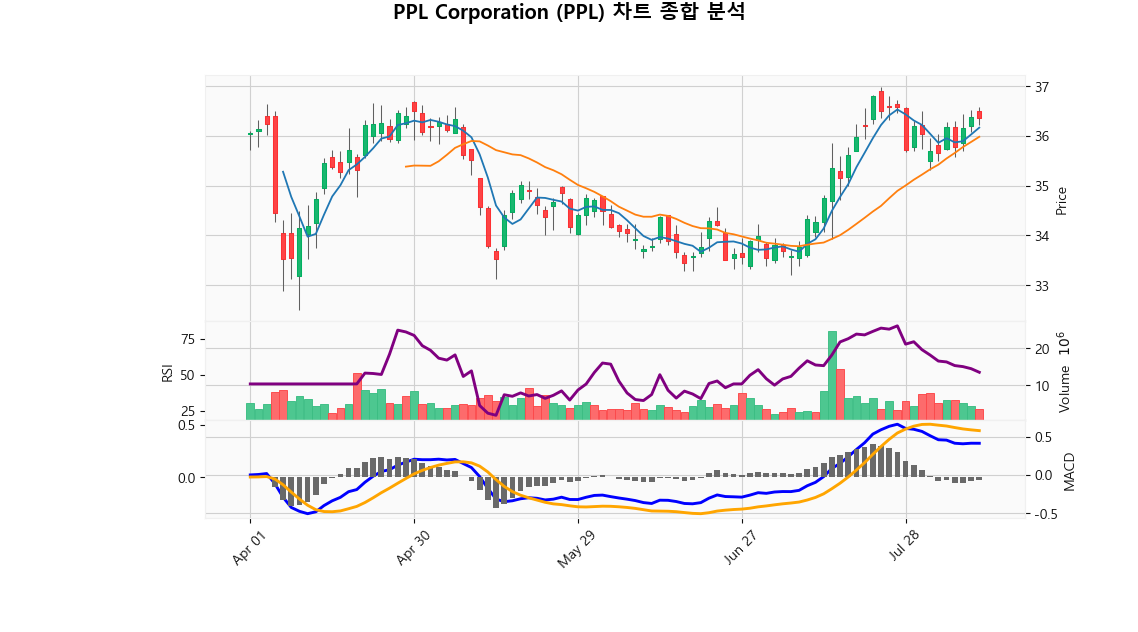 PPL Corporation (PPL) 차트 종합 분석
37
36
35
34
33
Price
75
50
25
RSI
20
10
Volume 10^6
0.5
0.0
0.5
0.0
-0.5
MACD
Apr 01
Apr 30
May 29
Jun 27
Jul 28